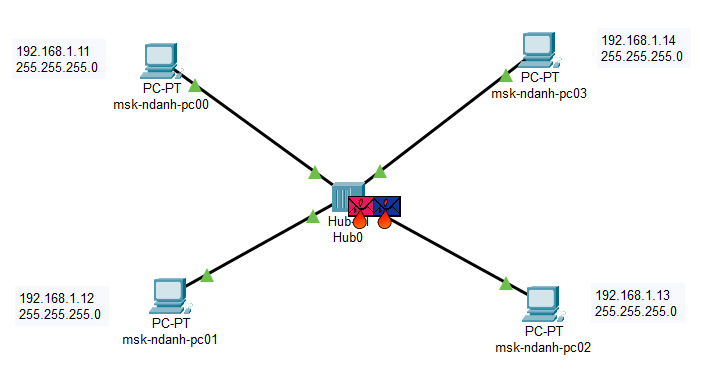 192.168.1.11
255.255.255.0
PC-PT
msk-ndanh-pc00
192.168.1.14
255.255.255.0
PC-PT
msk-ndanh-pc03
Hub0
192.168.1.12
255.255.255.0
PC-PT
msk-ndanh-pc01
192.168.1.13
255.255.255.0
PC-PT
msk-ndanh-pc02